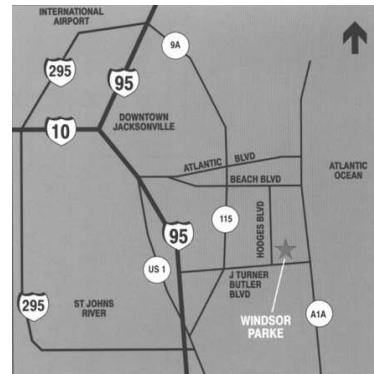 INTERNATIONAL
AIRPORT
9A
295
95
10
DOWNTOWN
JACKSONVILLE
ATLANTIC BLVD
ATLANTIC
OCEAN
BEACH BLVD
115
HODGES BLVD
95
US 1
J TURNER
BUTLER
BLVD
295
ST JOHNS
RIVER
WINDSOR
PARKE
A1A